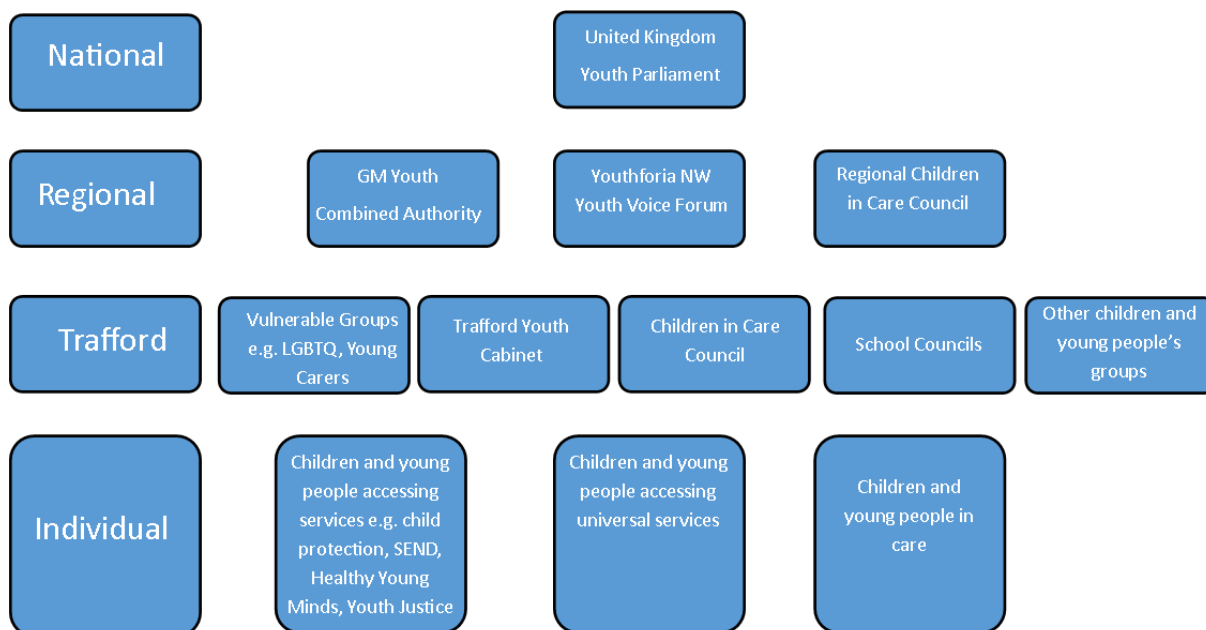 National
United Kingdom
Youth Parliament
Regional
GM Youth
Combined Authority
Youthforia NW
Youth Voice Forum
Regional Children
in Care Council
Trafford
Vulnerable Groups
e.g. LGBTQ, Young
Carers
Trafford Youth
Cabinet
Children in Care
Council
School Councils
Other children and
young people’s
groups
Individual
Children and young
people accessing
services e.g. child
protection, SEND,
Healthy Young
Minds, Youth Justice
Children and young
people accessing
universal services
Children and
young people in
care